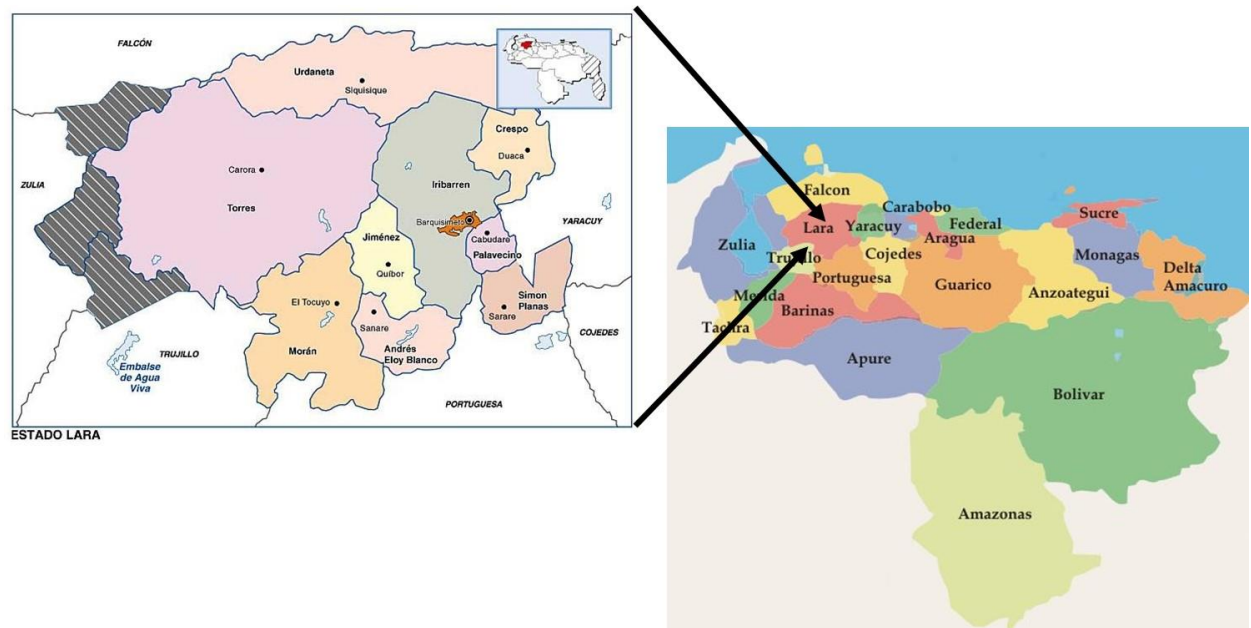 FALCÓN
Urdaneta
Siquisique
Crespo
Duaca
Carora
ZULIA
Iribarren
Torres
Barquisimeto
YARACUY
Jiménez
Cabudare
Palavecino
Quíbor
El Tocuyo
Simon
Planas
Sarare
Sanare
COJEDES
Morán
Andrés
Eloy Blanco
TRUJILLO
Embalse
de Agua
Viva
PORTUGUESA
ESTADO LARA
Falcon
Carabobo
Sucre
Lara
Yaracuy
Federal
Aragua
Zulia
Trujillo
Cojedes
Monagas
Delta
Amacuro
Portuguesa
Guarico
Anzoategui
Merida
Barinas
Tachra
Apure
Bolivar
Amazonas